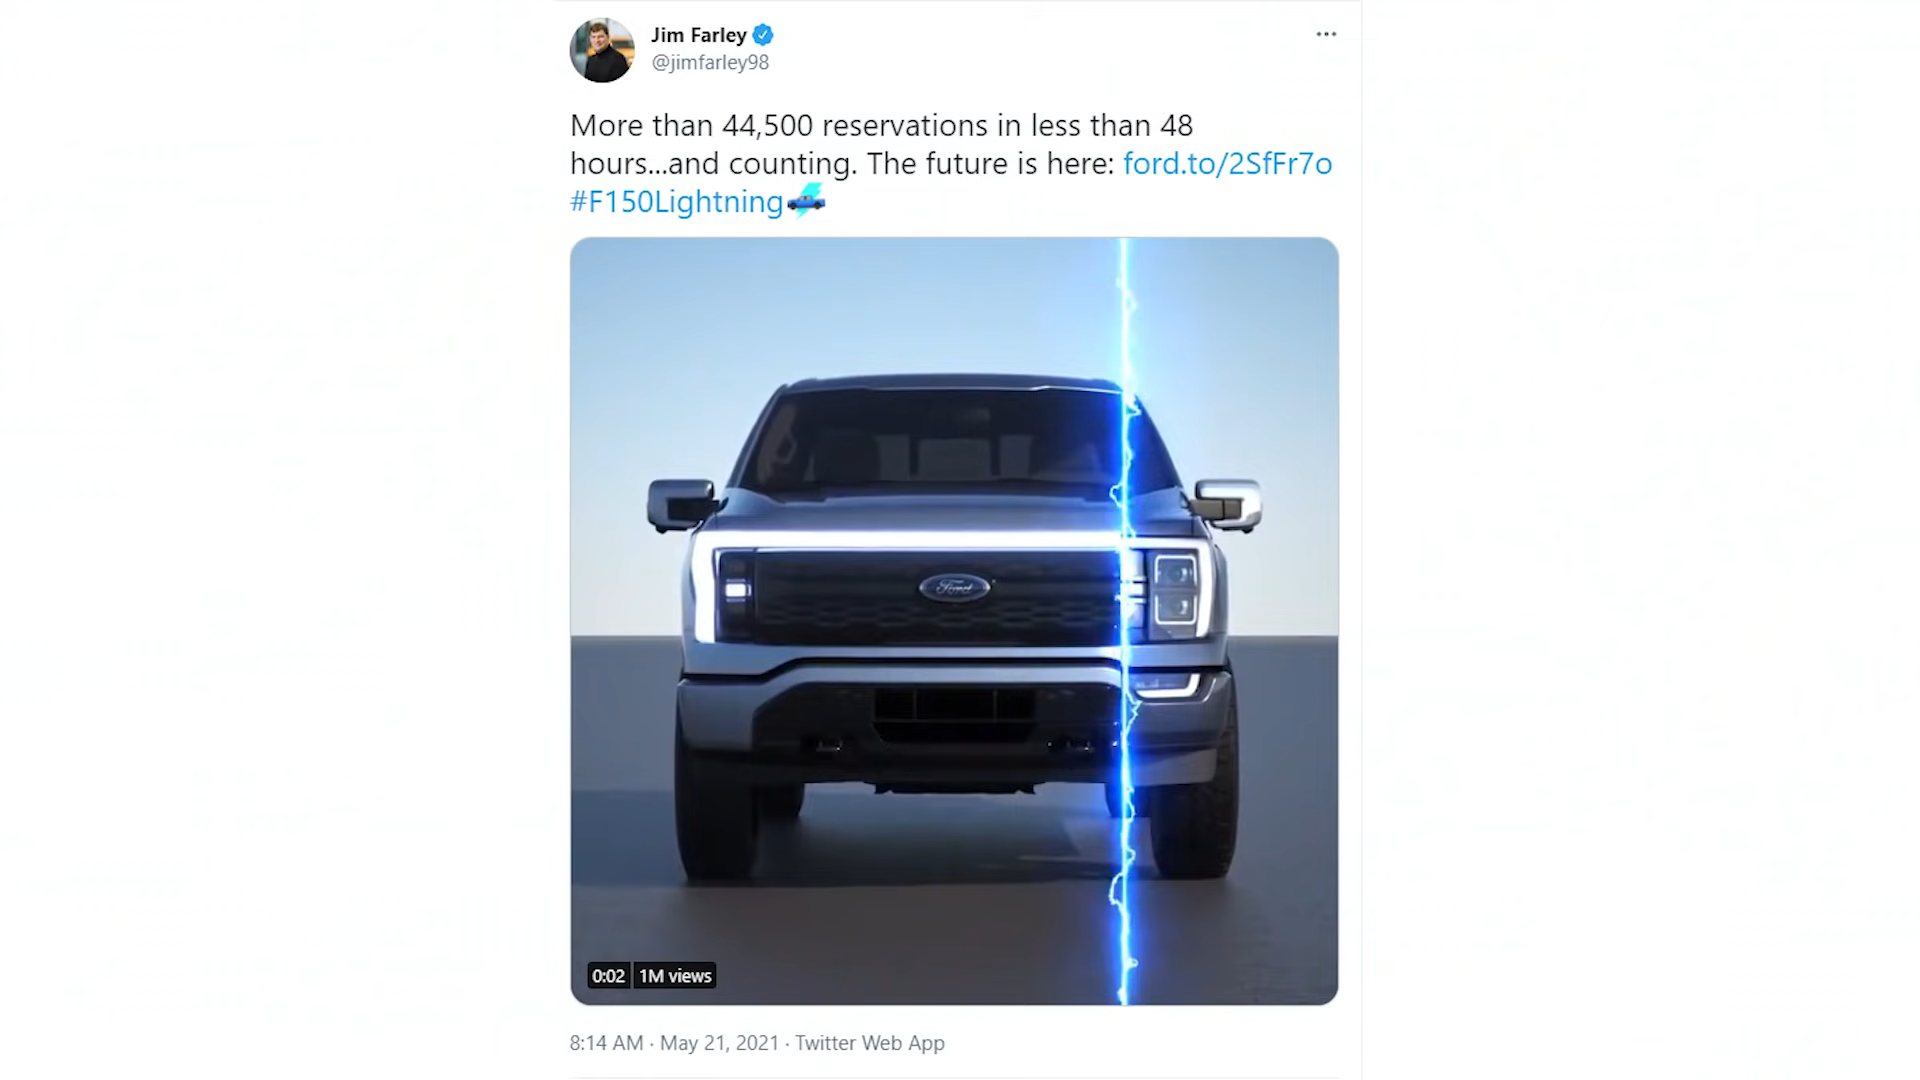 Jim Farley
@jimfarley98
More than 44,500 reservations in less than 48
hours...and counting. The future is here: ford.to/2SfFr7o
#F150Lightning
Ford
0:02 1M views
8:14 AM · May 21, 2021 · Twitter Web App